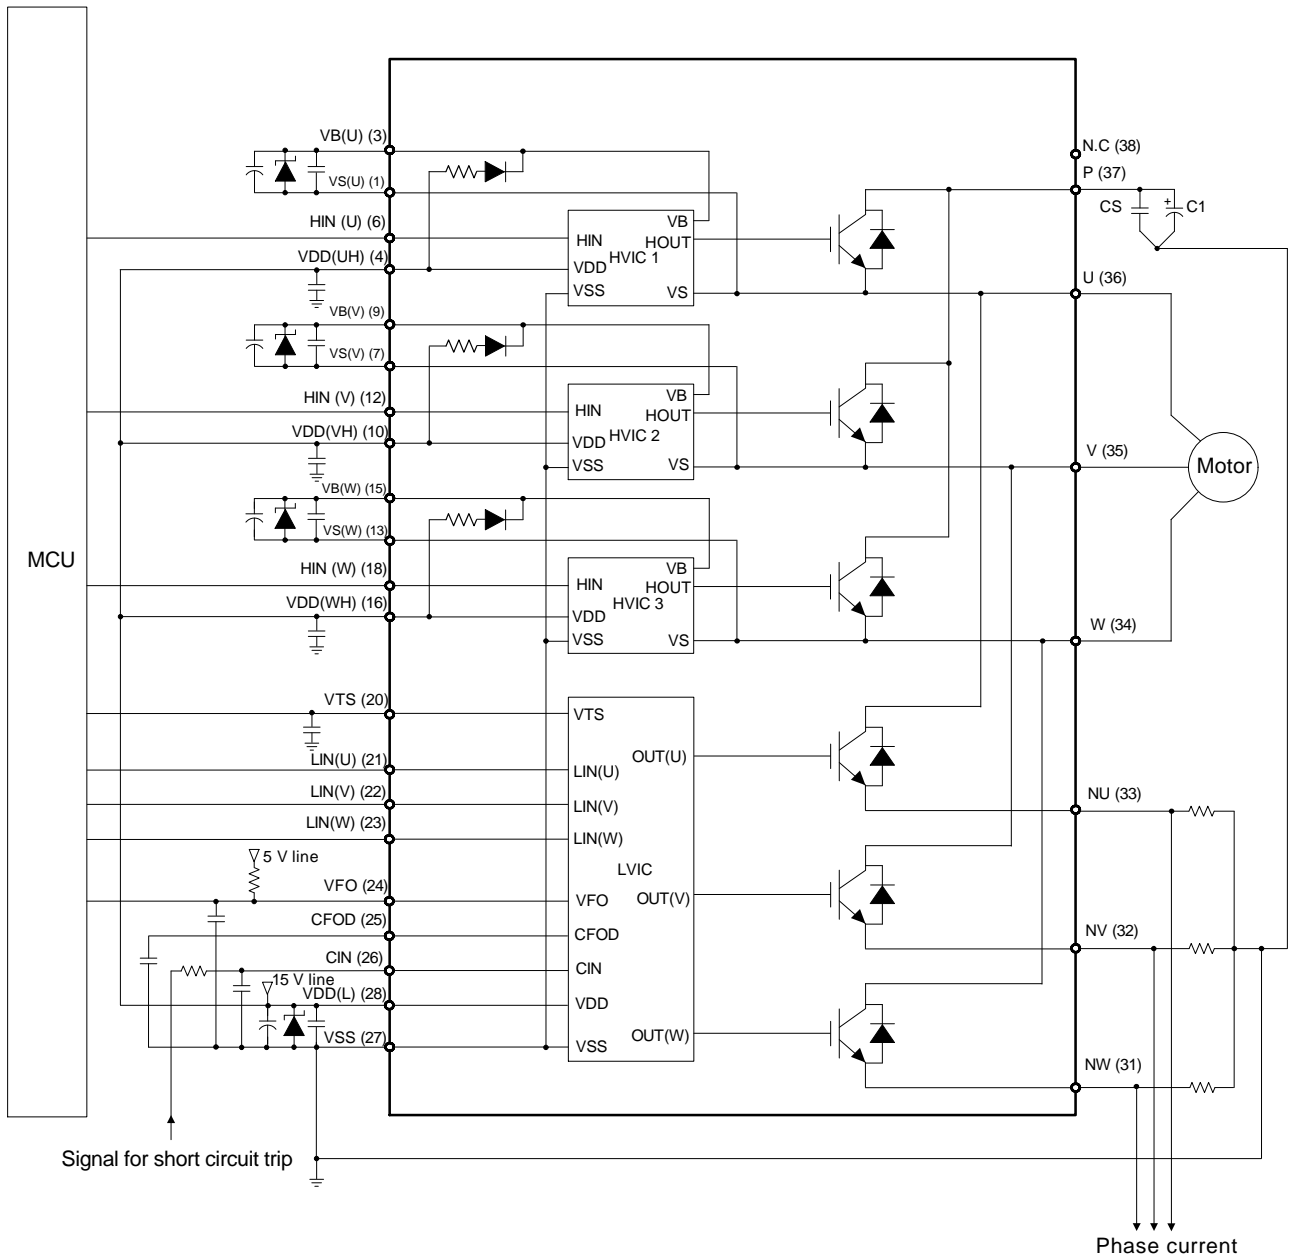 MCU
VB(U) (3)
VS(U) (1)
HIN (U) (6)
VDD(UH) (4)
VB(V) (9)
VS(V) (7)
HIN (V) (12)
VDD(VH) (10)
VB(W) (15)
VS(W) (13)
HIN (W) (18)
VDD(WH) (16)
VTS (20)
LIN(U) (21)
LIN(V) (22)
LIN(W) (23)
5 V line
VFO (24)
CFOD (25)
CIN (26)
15 V line
VDD(L) (28)
VSS (27)
Signal for short circuit trip
VB
HIN
HOUT
HVIC 1
VDD
VSS
VS
VB
HIN
HOUT
HVIC 2
VDD
VSS
VS
VB
HIN
HOUT
HVIC 3
VDD
VSS
VS
VTS
OUT(U)
LIN(U)
LIN(V)
LIN(W)
LVIC
VFO
OUT(V)
CFOD
CIN
VDD
OUT(W)
VSS
N.C (38)
P (37)
CS
+
C1
U (36)
V (35)
Motor
W (34)
NU (33)
NV (32)
NW (31)
Phase current